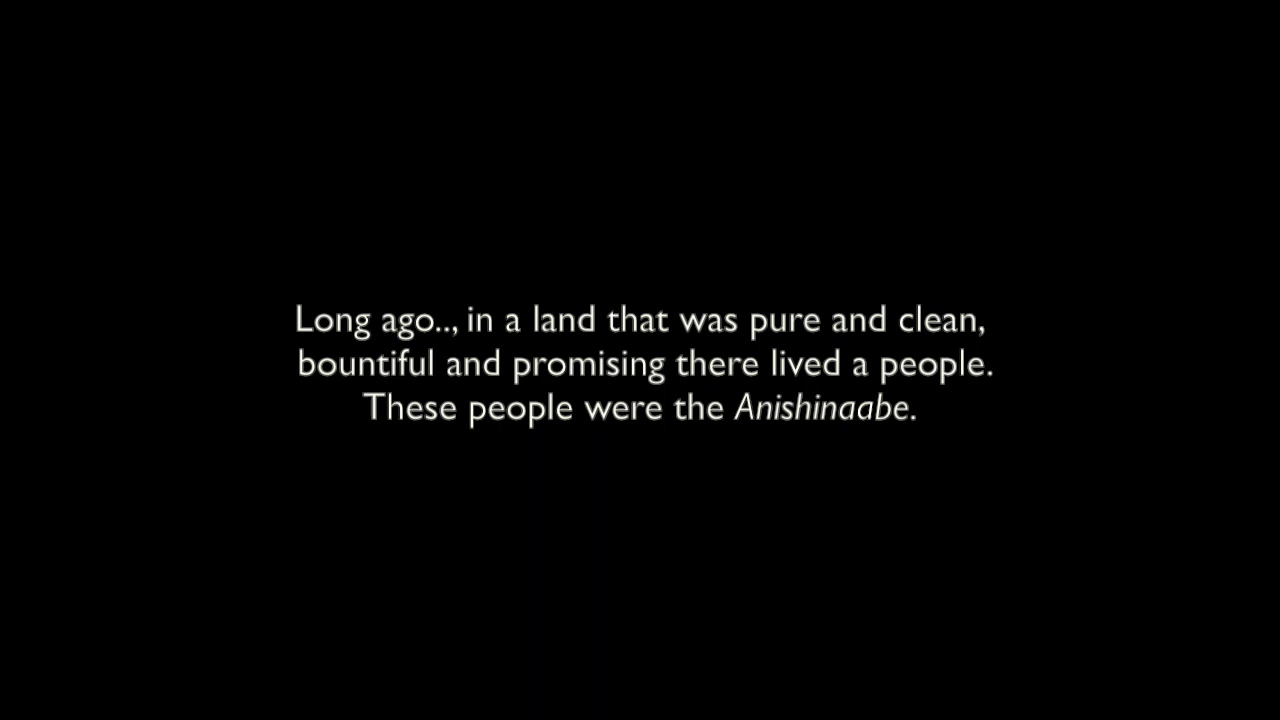 Long ago.., in a land that was pure and clean,
bountiful and promising there lived a people.
These people were the Anishinaabe.